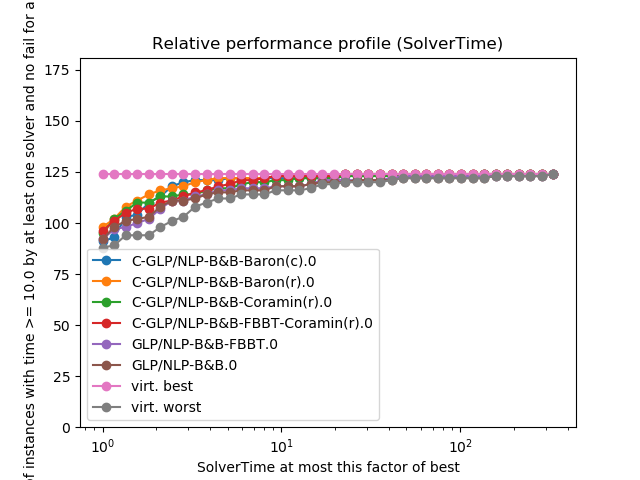 Relative performance profile (SolverTime)
of instances with time >= 10.0 by at least one solver and no fail for a
175
150
125
100
75
50
25
0
C-GLP/NLP-B&B-Baron(c).0
C-GLP/NLP-B&B-Baron(r).0
C-GLP/NLP-B&B-Coramin(r).0
C-GLP/NLP-B&B-FBBT-Coramin(r).0
GLP/NLP-B&B-FBBT.0
GLP/NLP-B&B.0
virt. best
virt. worst
10⁰ 10¹ 10²
SolverTime at most this factor of best